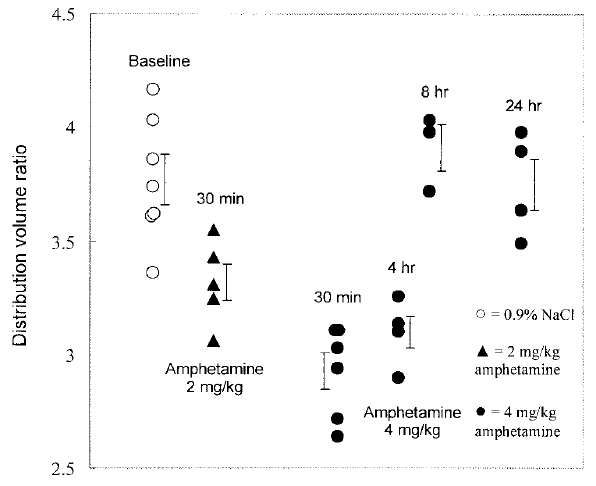 4.5
4
3.5
3
2.5
Distribution volume ratio
Baseline
30 min
Amphetamine
2 mg/kg
30 min
4 hr
Amphetamine
4 mg/kg
8 hr
24 hr
= 0.9% NaCl
= 2 mg/kg
amphetamine
= 4 mg/kg
amphetamine